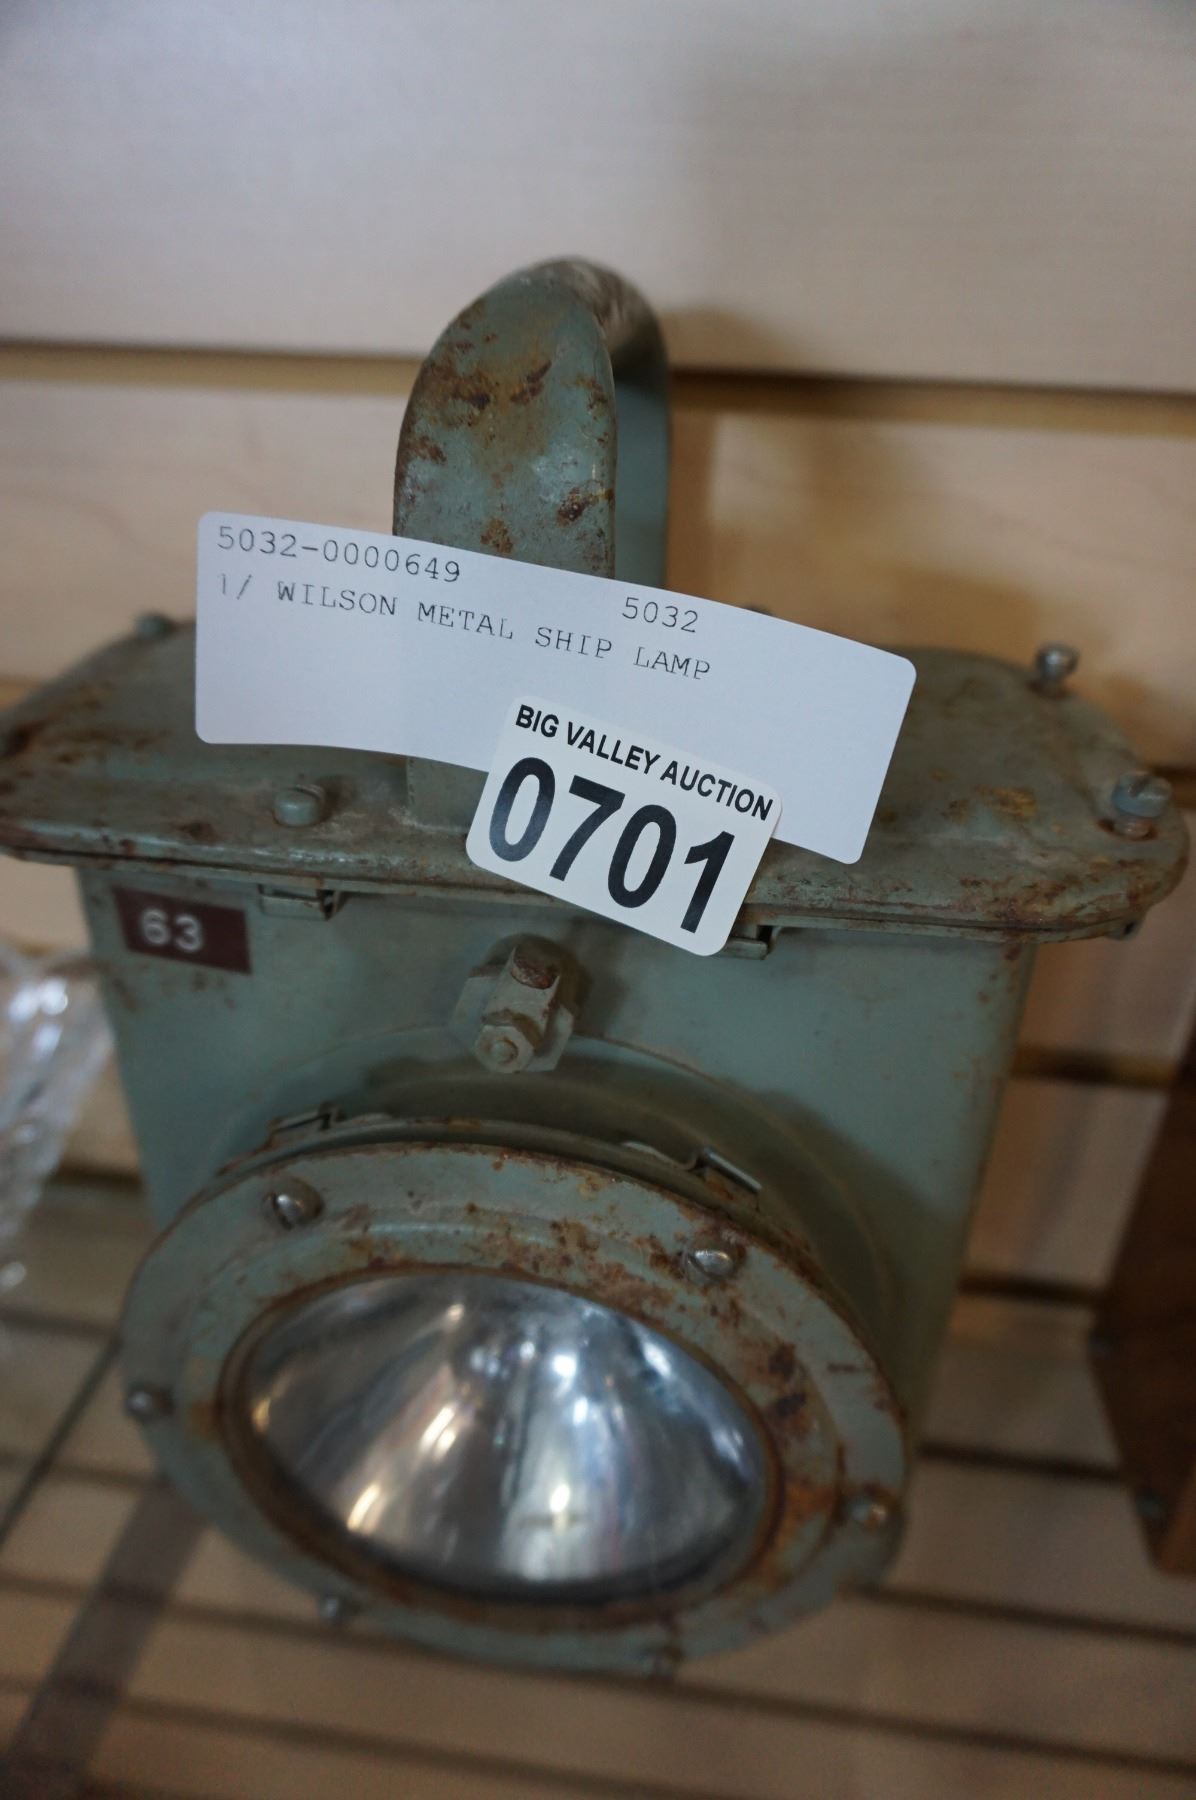 5032-0000649
5032
1/ WILSON METAL SHIP LAMP
BIG VALLEY AUCTION
0701
63